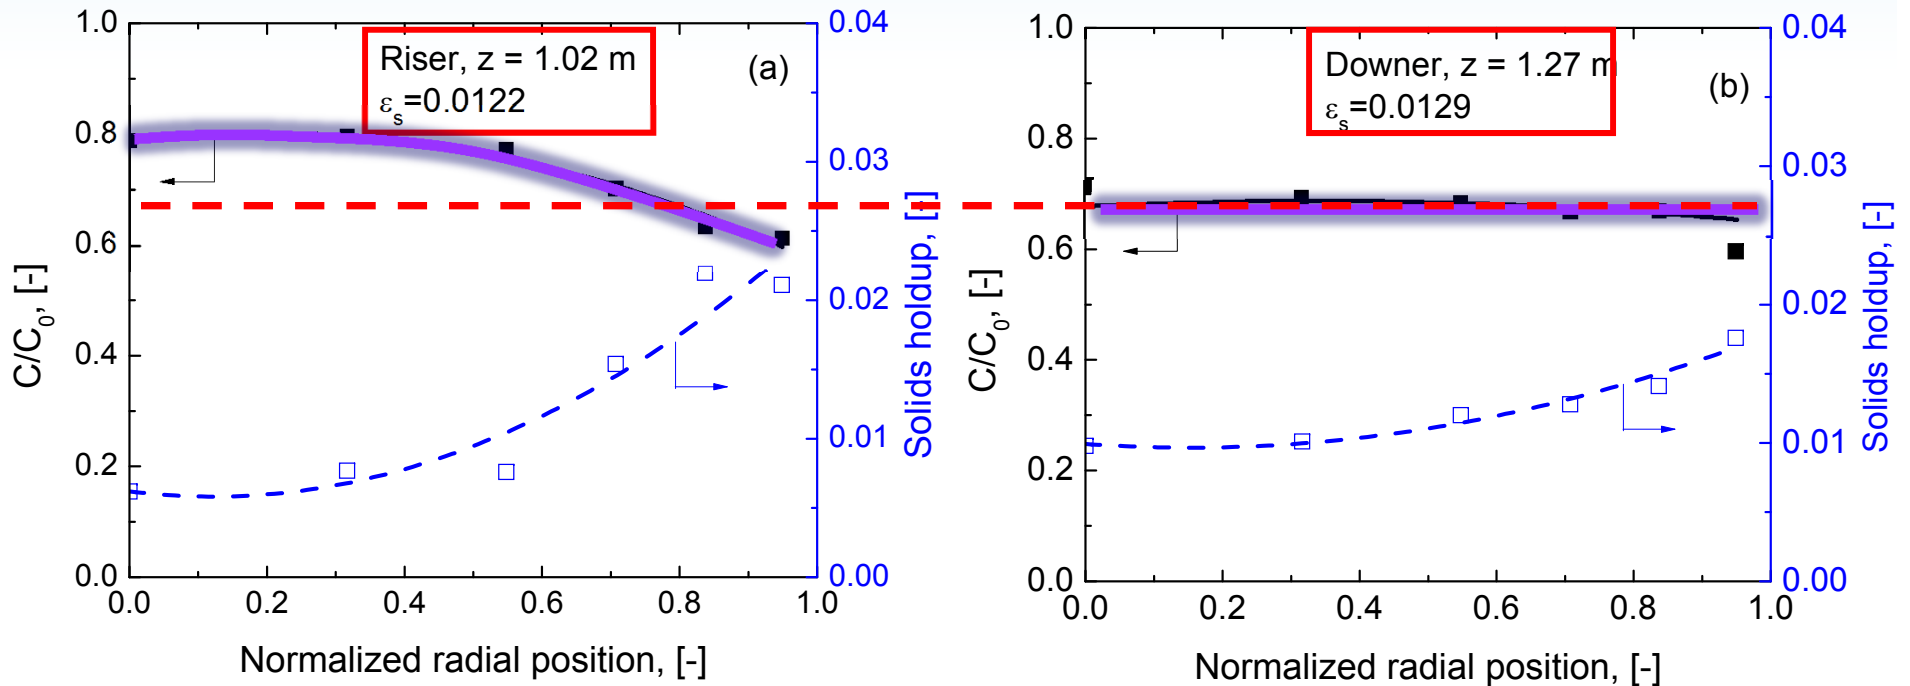 Riser, z = 1.02 m
εs=0.0122
(a)
1.0
0.8
0.6
0.4
0.2
0.0
C/C0, [-]
0.04
0.03
0.02
0.01
0.00
Solids holdup, [-]
0.0 0.2 0.4 0.6 0.8 1.0
Normalized radial position, [-]
Downer, z = 1.27 m
εs=0.0129
(b)
1.0
0.8
0.6
0.4
0.2
0.0
C/C0, [-]
0.04
0.03
0.02
0.01
0.00
Solids holdup, [-]
0.0 0.2 0.4 0.6 0.8 1.0
Normalized radial position, [-]